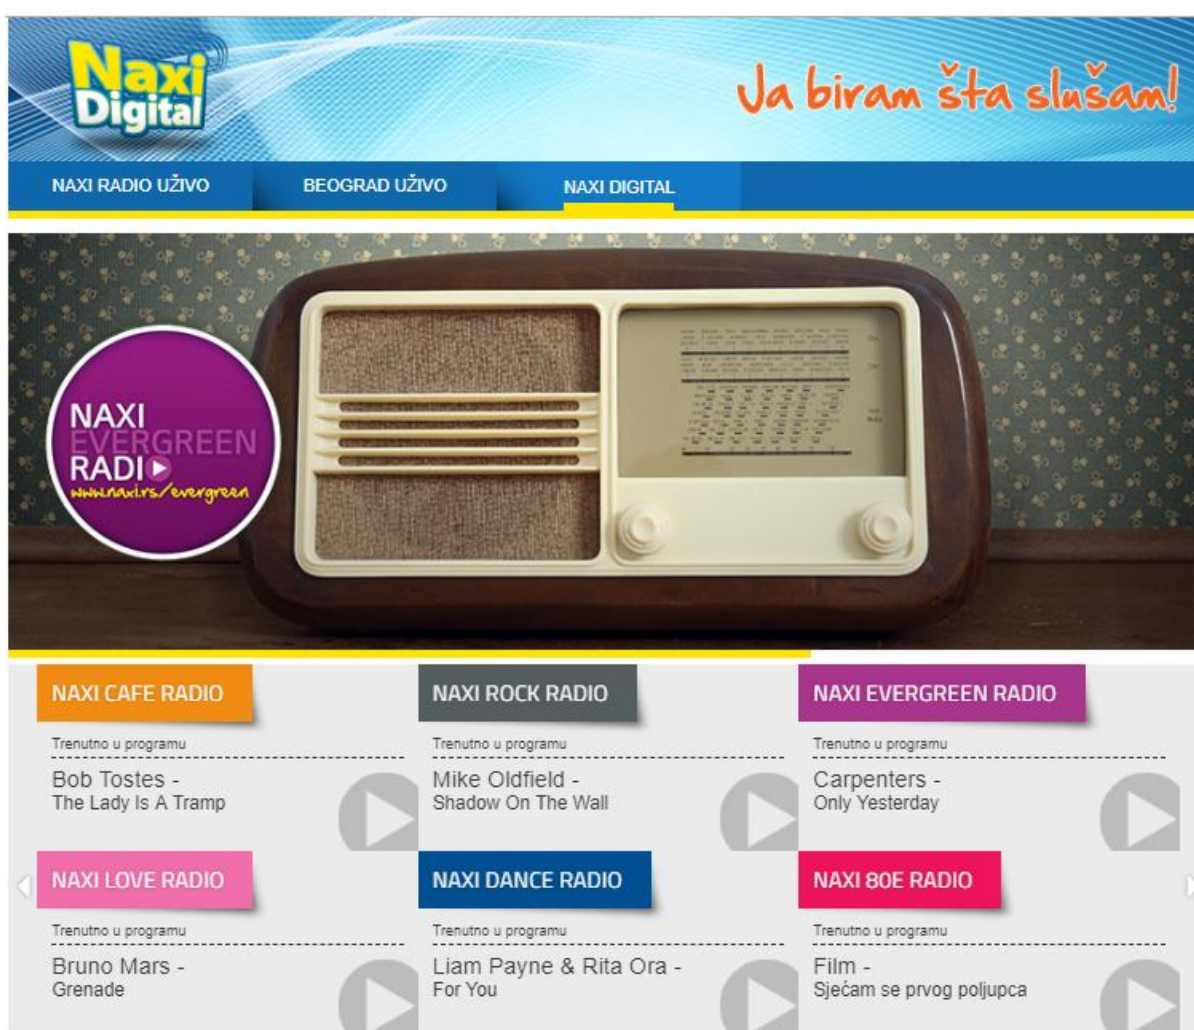 Naxi
Digital
Ja biram šta slušam!
NAXI RADIO UŽIVO
BEOGRAD UŽIVO
NAXI DIGITAL
NAXI
EVERGREEN
RADIO
www.naxi.rs/evergreen
NAXI CAFE RADIO
Trenutno u programu
Bob Tostes -
The Lady Is A Tramp
NAXI ROCK RADIO
Trenutno u programu
Mike Oldfield -
Shadow On The Wall
NAXI EVERGREEN RADIO
Trenutno u programu
Carpenters -
Only Yesterday
NAXI LOVE RADIO
Trenutno u programu
Bruno Mars -
Grenade
NAXI DANCE RADIO
Trenutno u programu
Liam Payne & Rita Ora -
For You
NAXI 80E RADIO
Trenutno u programu
Film -
Sjećam se prvog poljupca